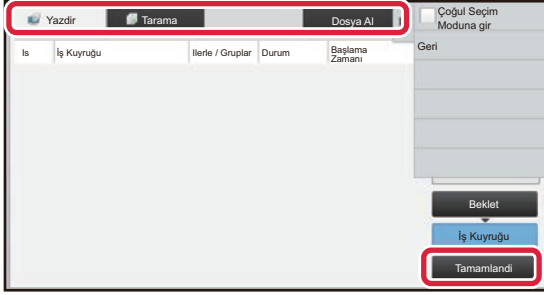 Yazdir
Tarama
Dosya Al
Çoğul Seçim
Moduna gir
Is
İş Kuyruğu
Ilerle / Gruplar
Durum
Başlama
Zamanı
Geri
Beklet
İş Kuyruğu
Tamamlandi